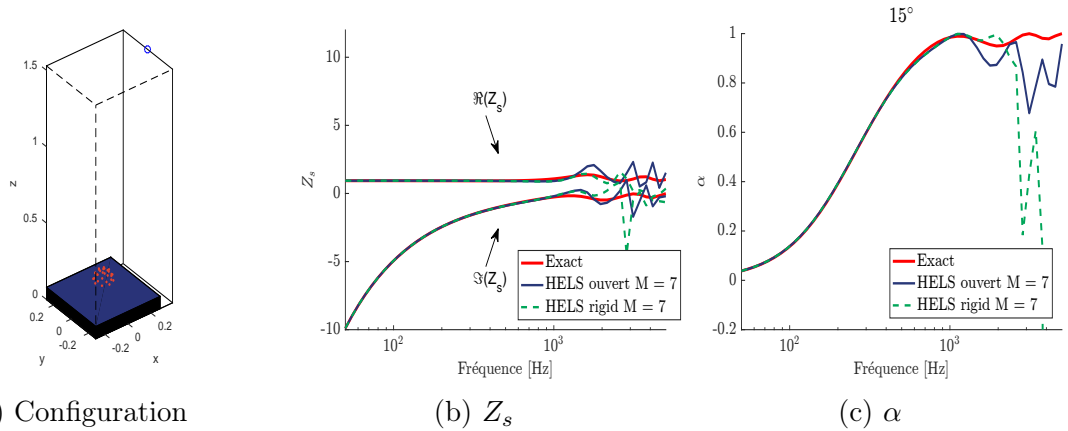 1.5
1
z
0.5
0
0.2
0
-0.2
y
-0.2
0
0.2
x
) Configuration
10
5
0
-5
-10
Z_s
ℜ(Z_s)
ℑ(Z_s)
Exact
HELS ouvert M = 7
HELS rigid M = 7
10^2
10^3
Fréquence [Hz]
(b) Z_s
15°
1
0.8
0.6
0.4
0.2
0
-0.2
α
Exact
HELS ouvert M = 7
HELS rigid M = 7
10^2
10^3
Fréquence [Hz]
(c) α